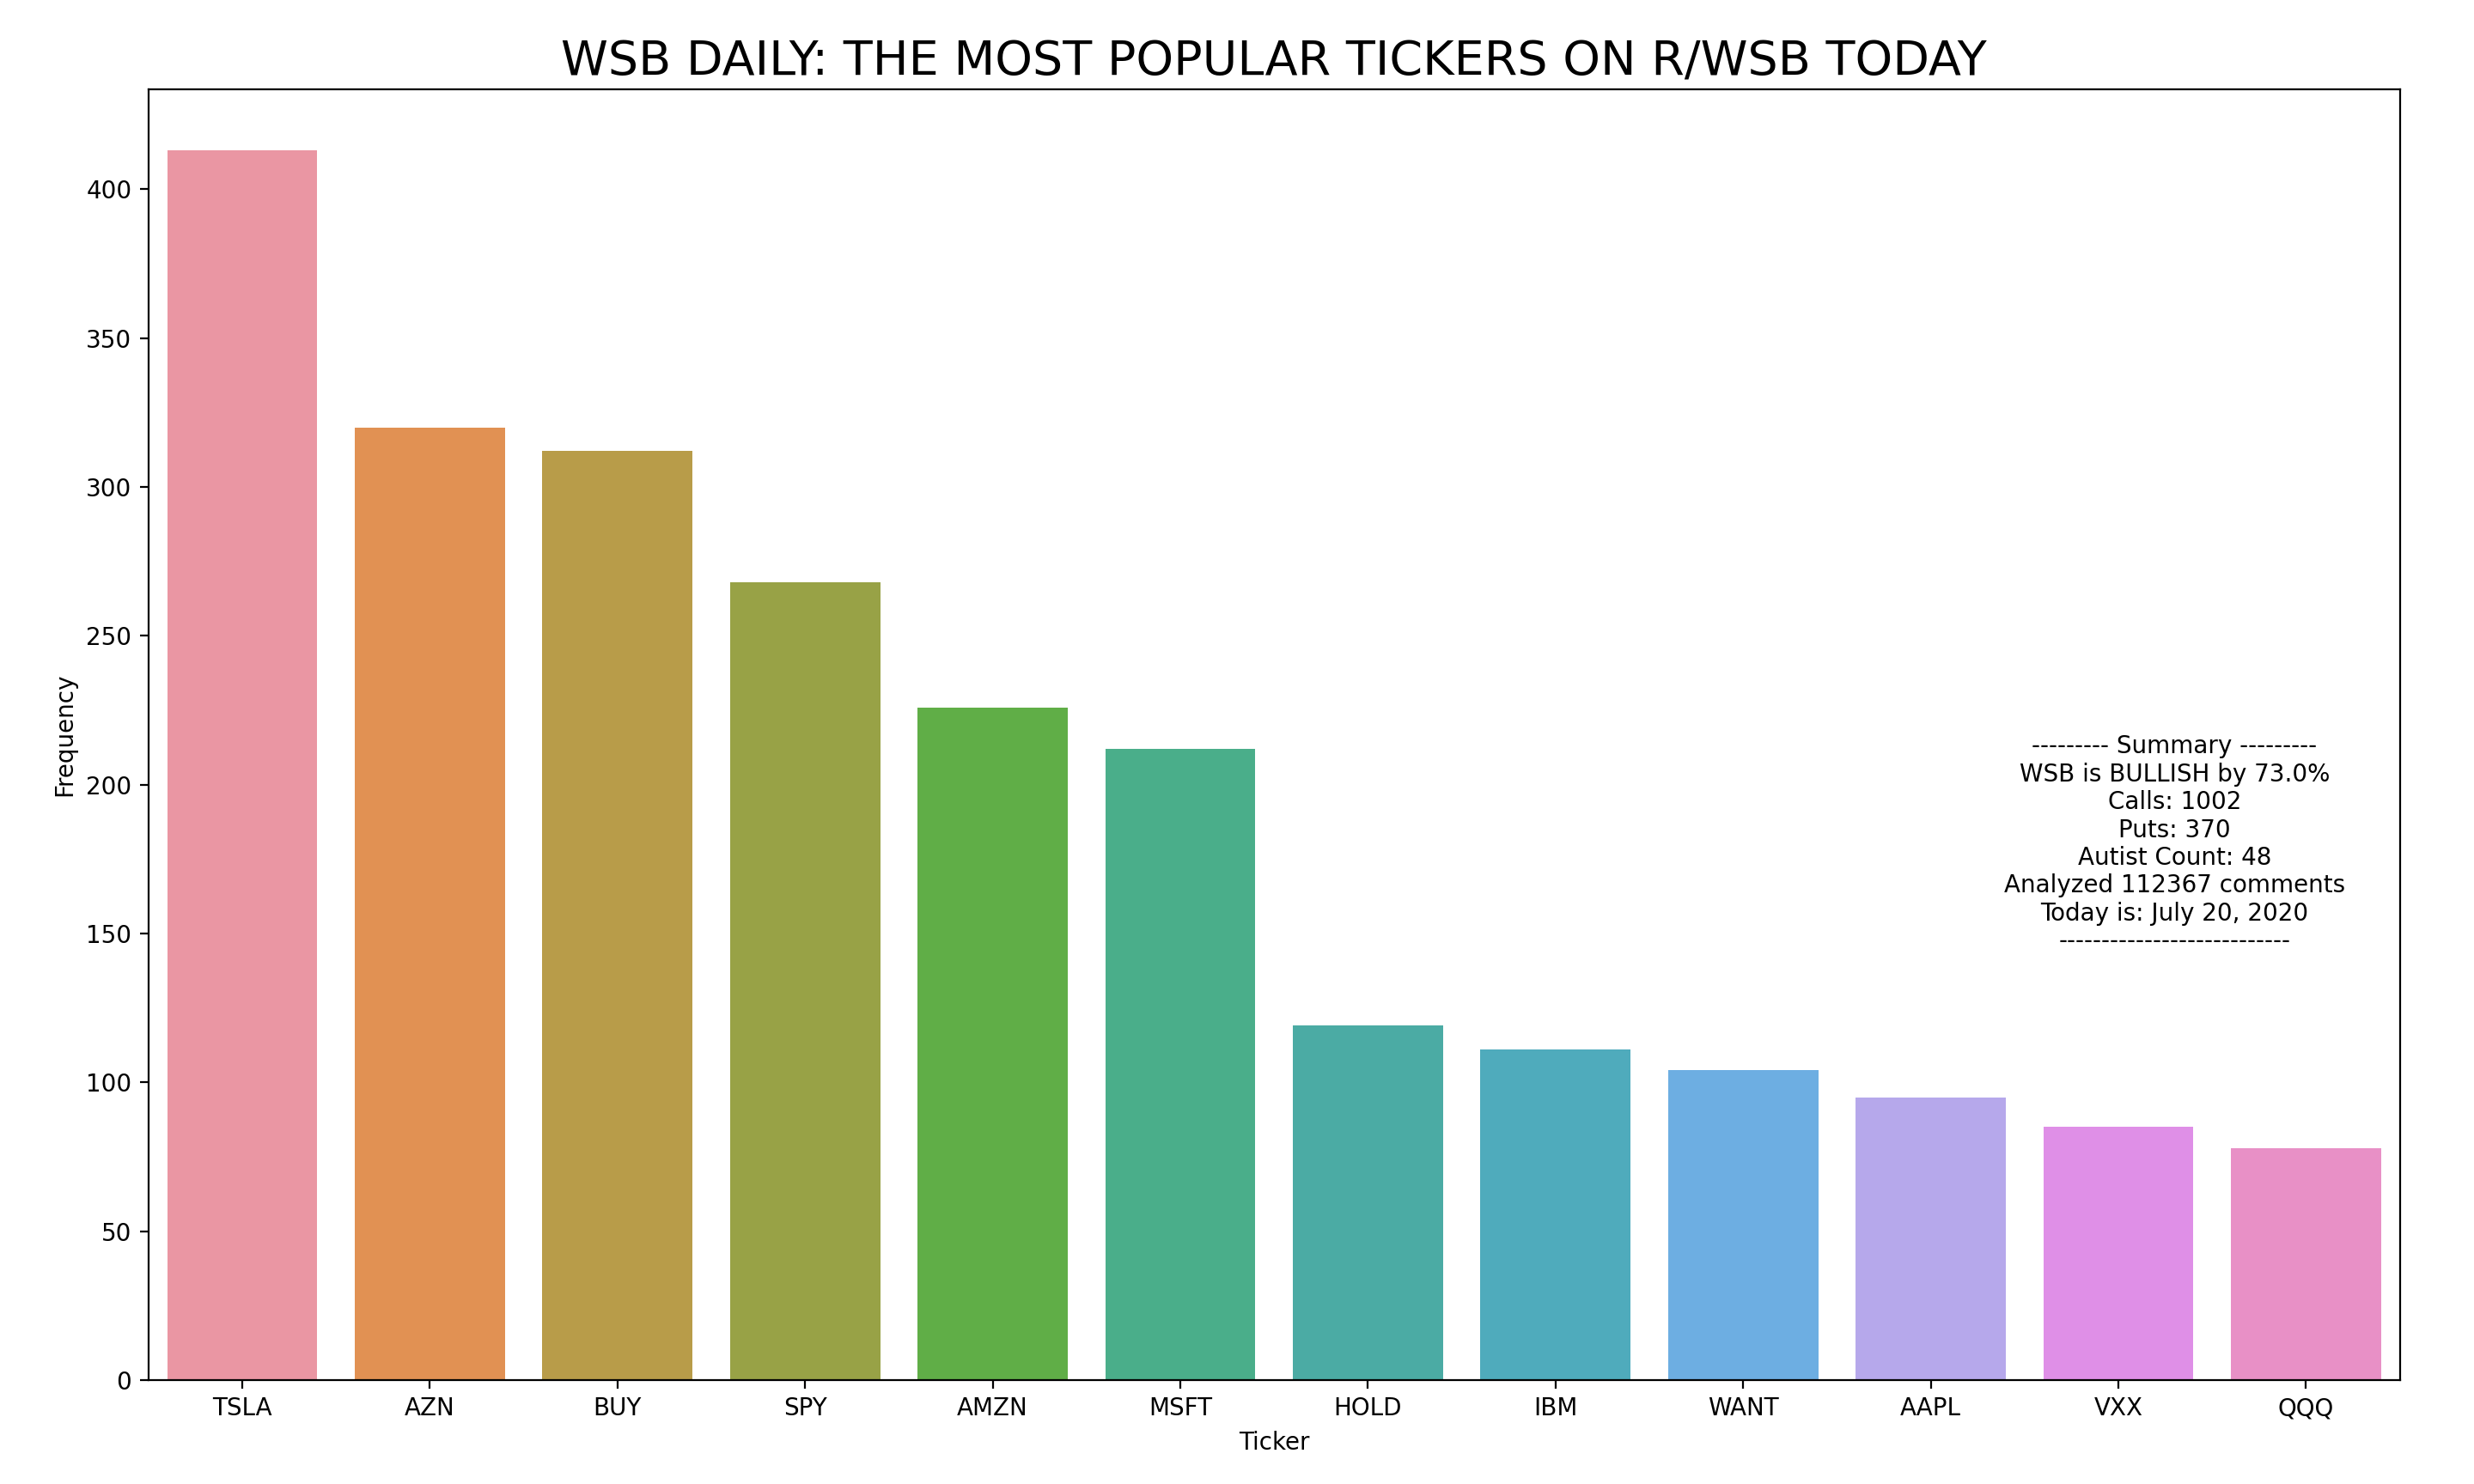 WSB DAILY: THE MOST POPULAR TICKERS ON R/WSB TODAY
400
350
300
250
200
150
100
50
0
Frequency
--------- Summary ---------
WSB is BULLISH by 73.0%
Calls: 1002
Puts: 370
Autist Count: 48
Analyzed 112367 comments
Today is: July 20, 2020
---------------------------
TSLA AZN BUY SPY AMZN MSFT HOLD IBM WANT AAPL VXX QQQ
Ticker